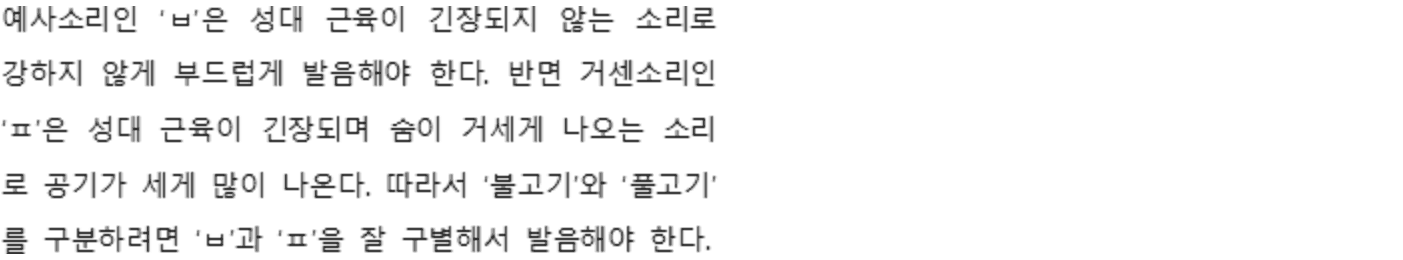 예사소리인 ‘ㅂ’은 성대 근육이 긴장되지 않는 소리로
강하지 않게 부드럽게 발음해야 한다. 반면 거센소리인
‘ㅍ’은 성대 근육이 긴장되며 숨이 거세게 나오는 소리
로 공기가 세게 많이 나온다. 따라서 ‘불고기’와 ‘풀고기’
를 구분하려면 ‘ㅂ’과 ‘ㅍ’을 잘 구별해서 발음해야 한다.